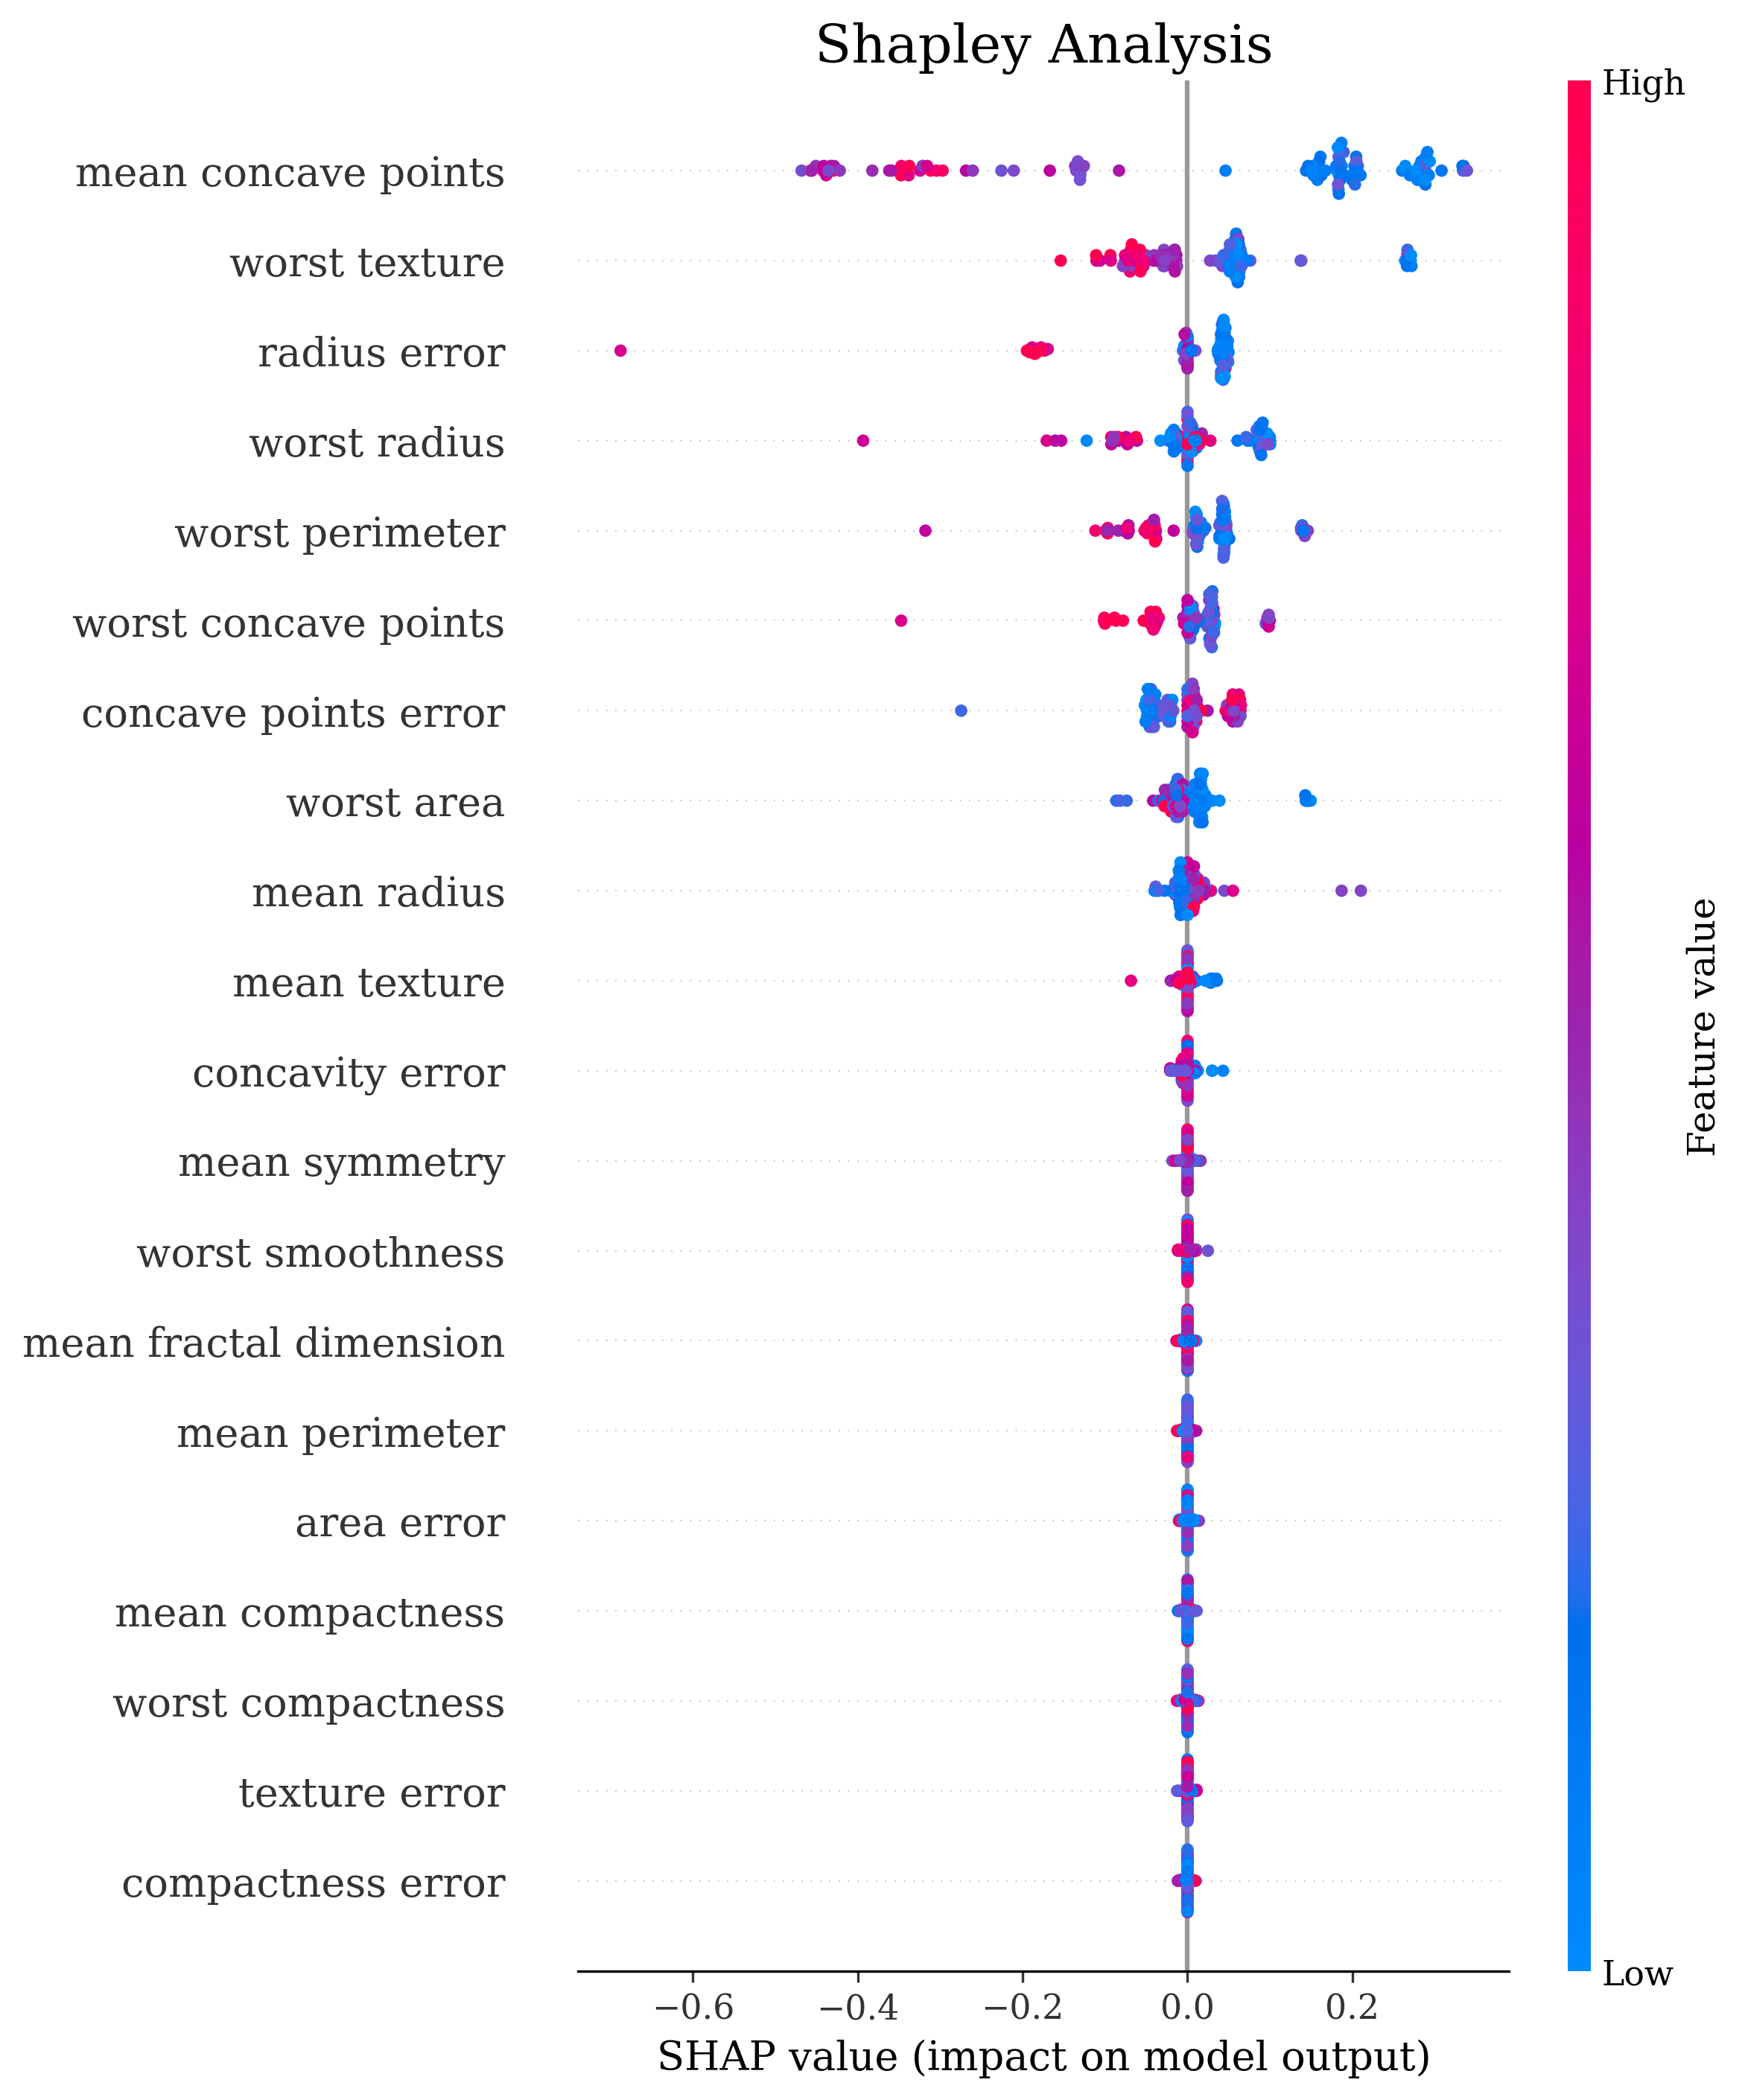 Shapley Analysis
High
mean concave points
worst texture
radius error
worst radius
worst perimeter
worst concave points
concave points error
worst area
mean radius
mean texture
concavity error
mean symmetry
worst smoothness
mean fractal dimension
mean perimeter
area error
mean compactness
worst compactness
texture error
compactness error
Feature value
Low
−0.6 −0.4 −0.2 0.0 0.2
SHAP value (impact on model output)